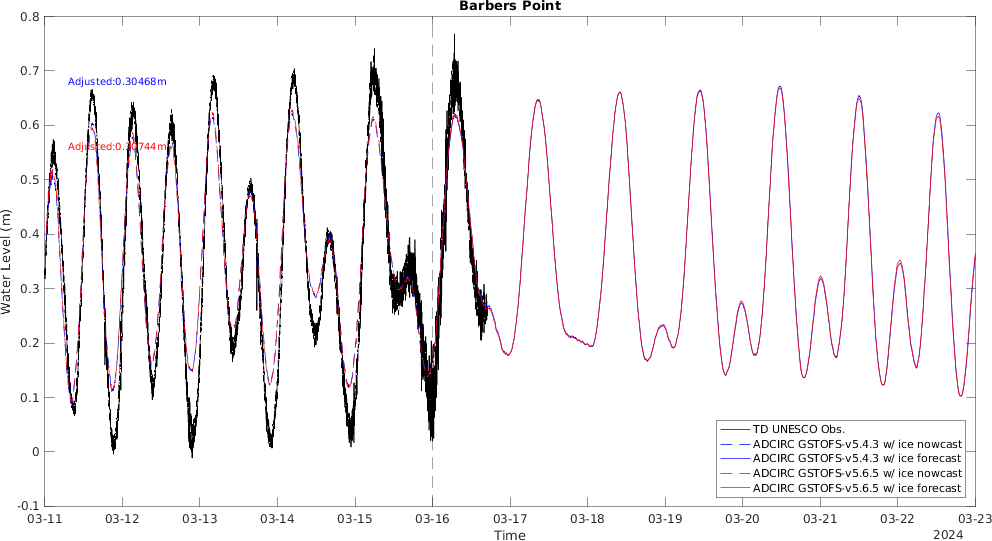 Barbers Point
0.8
0.7
0.6
0.5
0.4
0.3
0.2
0.1
0
-0.1
Water Level (m)
Adjusted:0.30468m
Adjusted:0.30744m
TD UNESCO Obs.
ADCIRC GSTOFS-v5.4.3 w/ ice nowcast
ADCIRC GSTOFS-v5.4.3 w/ ice forecast
ADCIRC GSTOFS-v5.6.5 w/ ice nowcast
ADCIRC GSTOFS-v5.6.5 w/ ice forecast
03-11 03-12 03-13 03-14 03-15 03-16 03-17 03-18 03-19 03-20 03-21 03-22 03-23
Time
2024